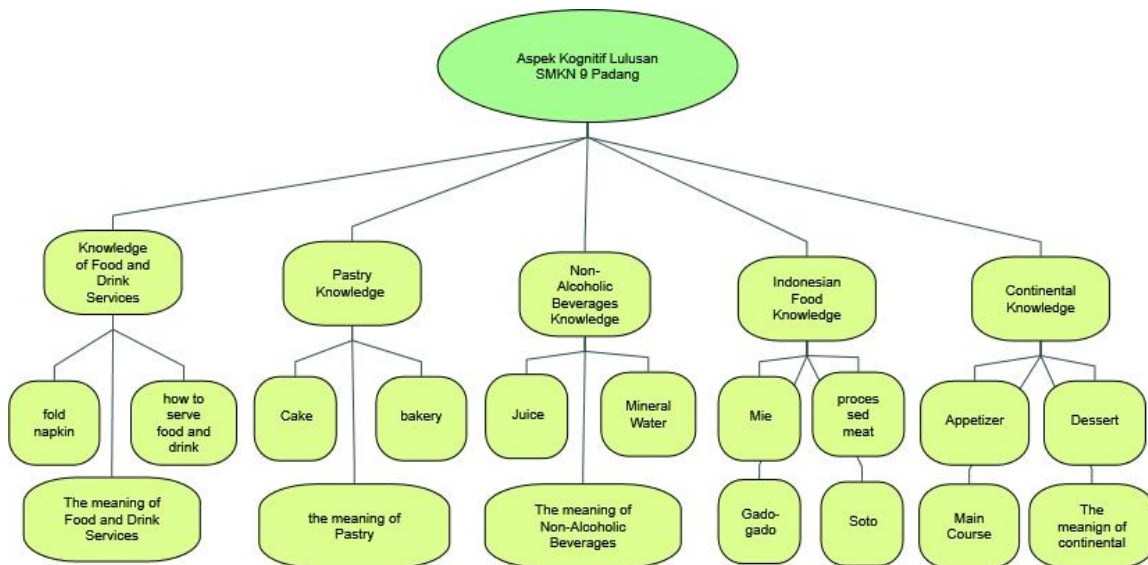 Aspek Kognitif Lulusan
SMKN 9 Padang
Knowledge
of Food and
Drink
Services
Pastry
Knowledge
Non-
Alcoholic
Beverages
Knowledge
Indonesian
Food
Knowledge
Continental
Knowledge
fold
napkin
how to
serve
food and
drink
Cake
bakery
Juice
Mineral
Water
Mie
proces
sed
meat
Appetizer
Dessert
The meaning of
Food and Drink
Services
the meaning of
Pastry
The meaning of
Non-Alcoholic
Beverages
Gado-
gado
Soto
Main
Course
The
meanign of
continental